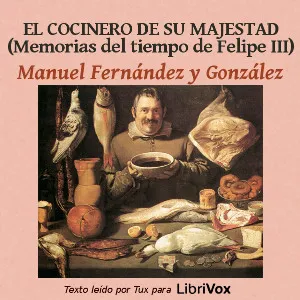 EL COCINERO DE SU MAJESTAD
(Memorias del tiempo de Felipe III)
Manuel Fernández y González
Texto leído por Tux para LibriVox